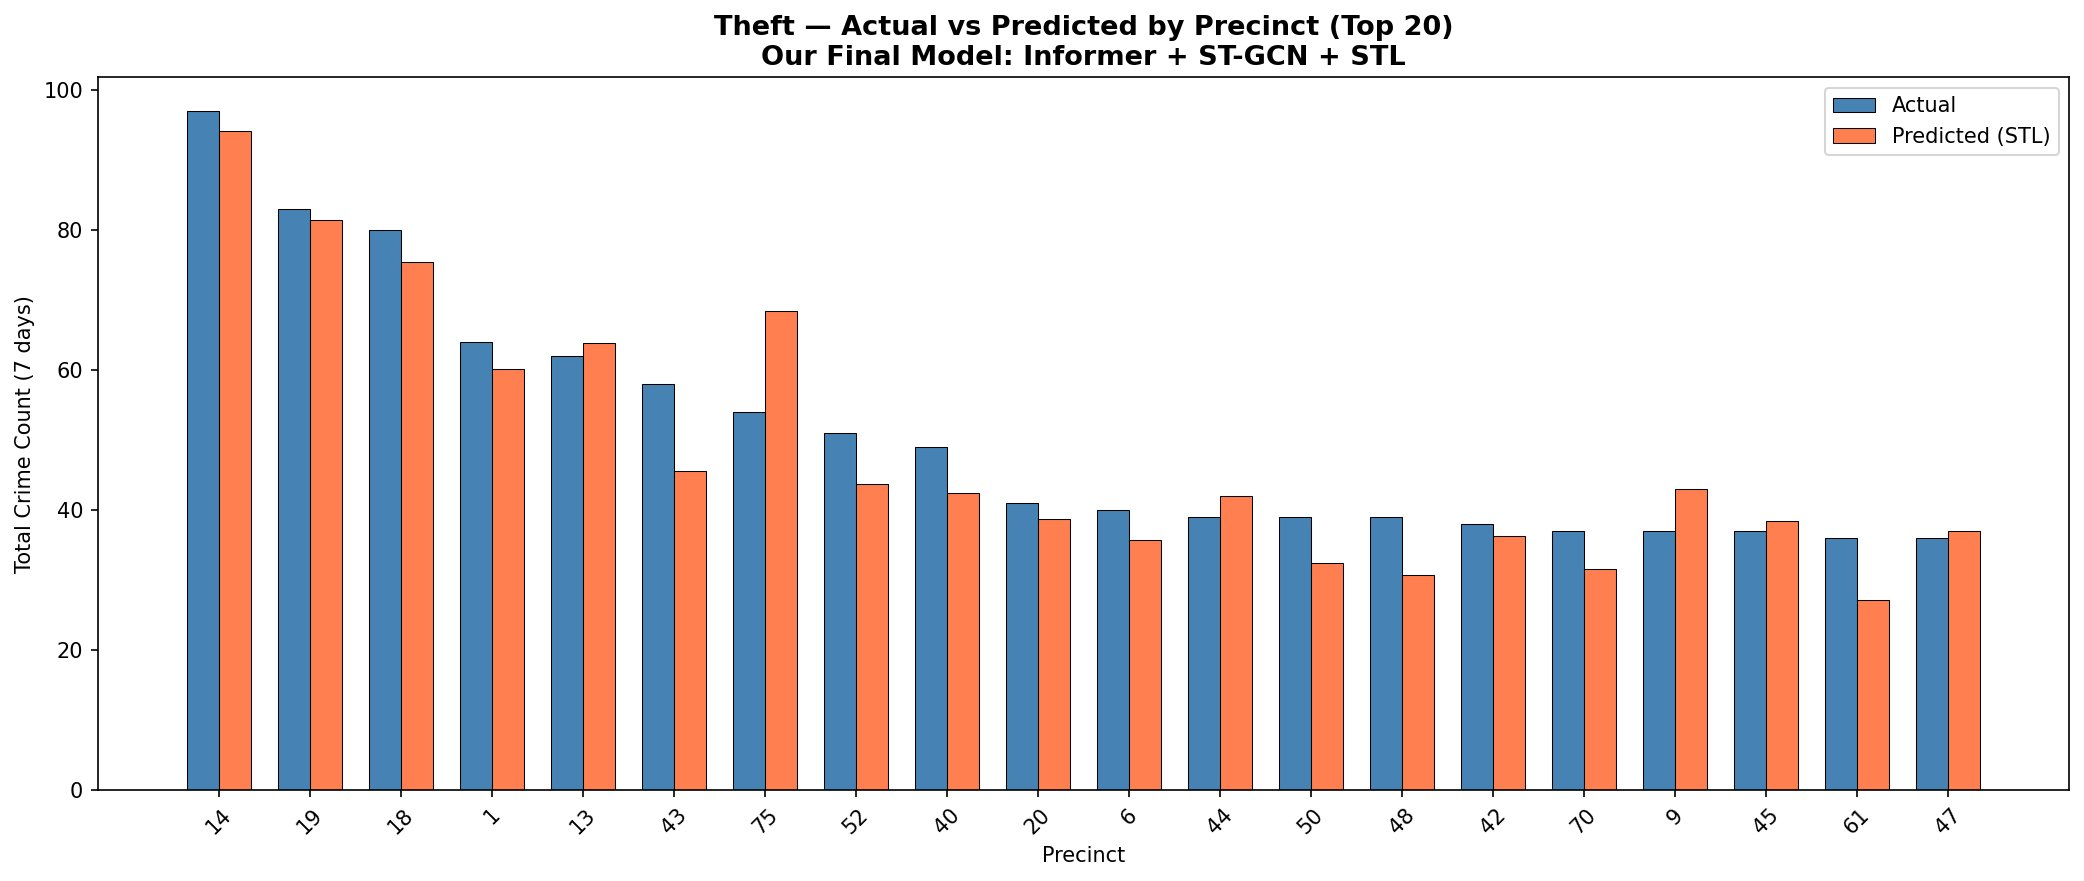 Theft — Actual vs Predicted by Precinct (Top 20)
Our Final Model: Informer + ST-GCN + STL
Actual
Predicted (STL)
Total Crime Count (7 days)
100
80
60
40
20
0
14 19 18 1 13 43 75 52 40 20 6 44 50 48 42 70 9 45 61 47
Precinct